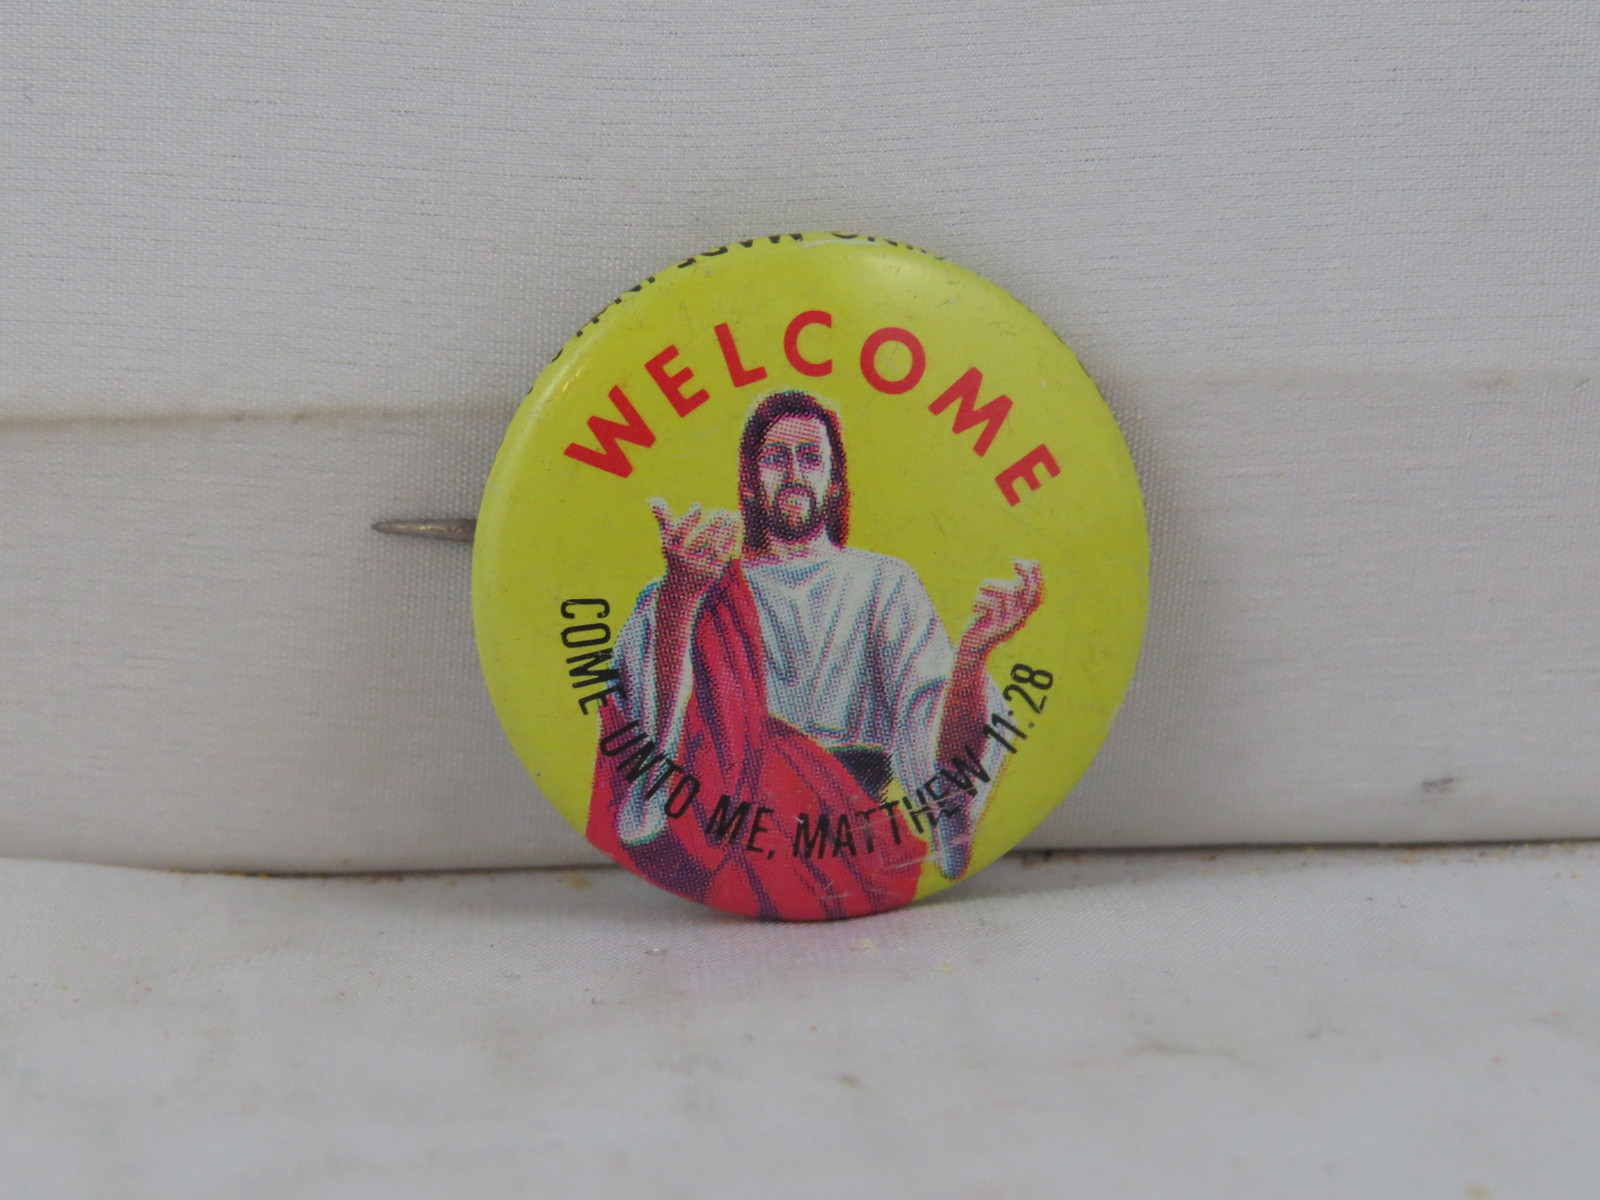 WELCOME
COME UNTO ME, MATTHEW 11:28